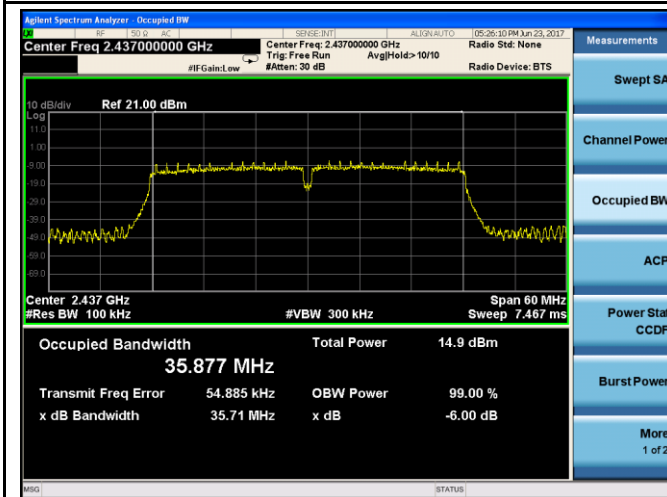 Agilent Spectrum Analyzer - Occupied BW
RF 50 Ω AC SENSE:INT ALIGN AUTO 05:26:10 PM Jun 23, 2017
Center Freq 2.437000000 GHz Center Freq: 2.437000000 GHz Radio Std: None
Trig: Free Run Avg|Hold:>10/10
#IFGain:Low #Atten: 30 dB Radio Device: BTS
10 dB/div Ref 21.00 dBm
Log
11.0
1.00
-9.00
-19.0
-29.0
-39.0
-49.0
-59.0
-69.0
Center 2.437 GHz Span 60 MHz
#Res BW 100 kHz #VBW 300 kHz Sweep 7.467 ms
Occupied Bandwidth Total Power 14.9 dBm
35.877 MHz
Transmit Freq Error 54.885 kHz OBW Power 99.00 %
x dB Bandwidth 35.71 MHz x dB -6.00 dB
MSG STATUS
Measurements
Swept SA
Channel Power
Occupied BW
ACP
Power Stat
CCDF
Burst Power
More
1 of 2